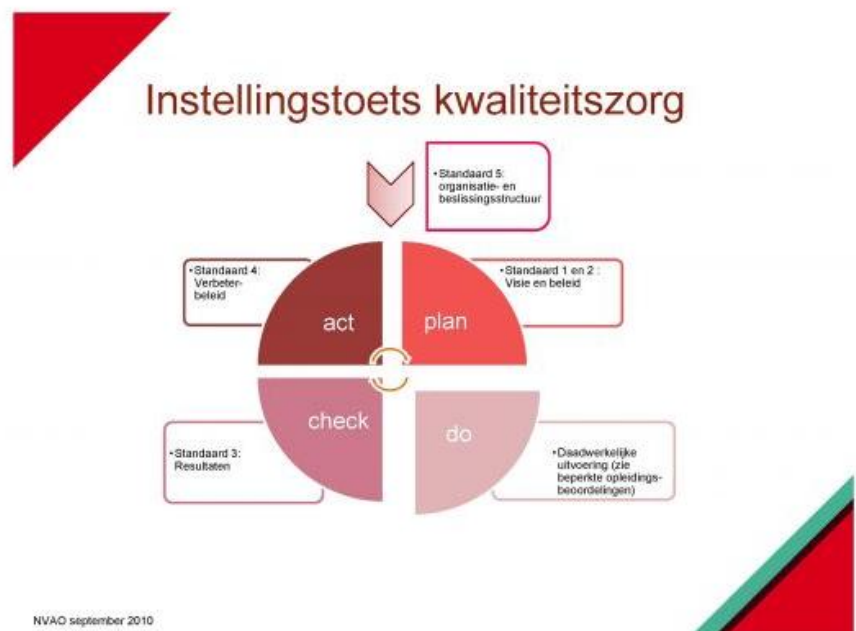 Instellingstoets kwaliteitszorg
•Standaard 5:
organisatie- en
beslissingsstructuur
•Standaard 4:
Verbeter-
beleid
•Standaard 1 en 2 :
Visie en beleid
act
plan
check
do
•Standaard 3:
Resultaten
•Daadwerkelijke
uitvoering (zie
beperkte opleidings-
beoordelingen)
NVAO september 2010